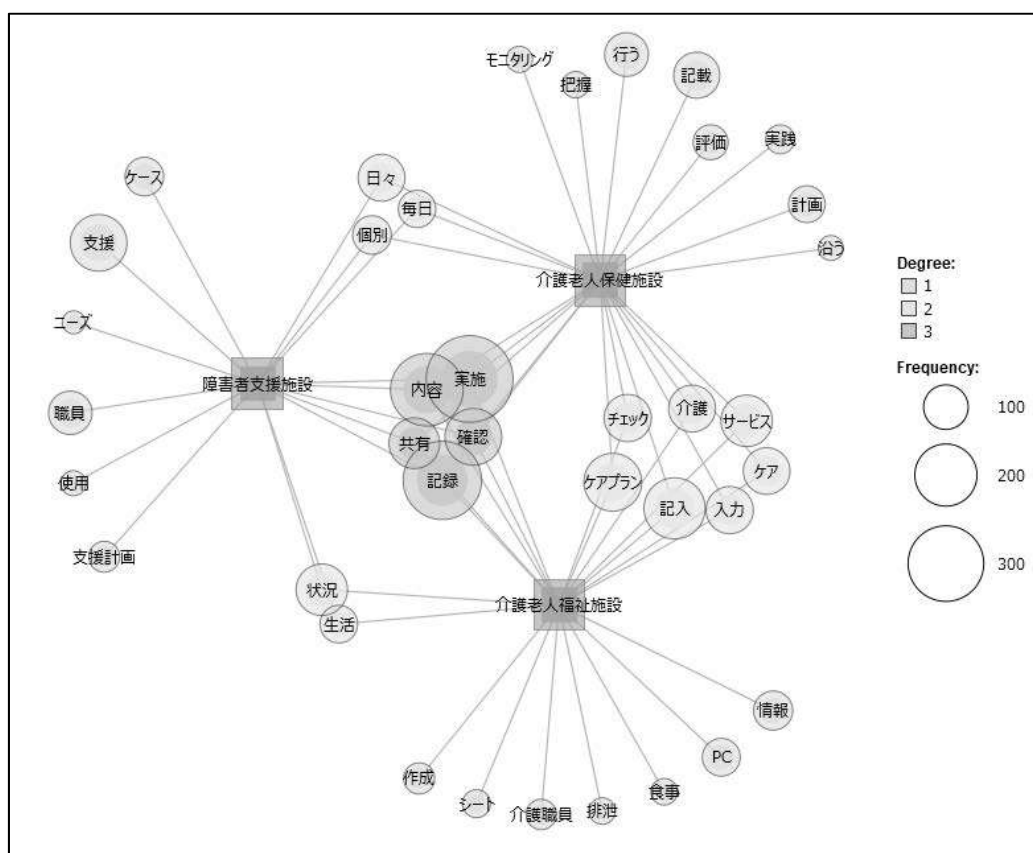 モニタリング
把握
行う
記載
評価
実践
計画
沿う
ケース
日々
毎日
個別
支援
介護老人保健施設
ニーズ
障害者支援施設
職員
使用
支援計画
内容
実施
共有
確認
記録
チェック
介護
サービス
ケアプラン
ケア
記入
入力
状況
生活
介護老人福祉施設
作成
シート
介護職員
排泄
食事
PC
情報
Degree:
1
2
3
Frequency:
100
200
300